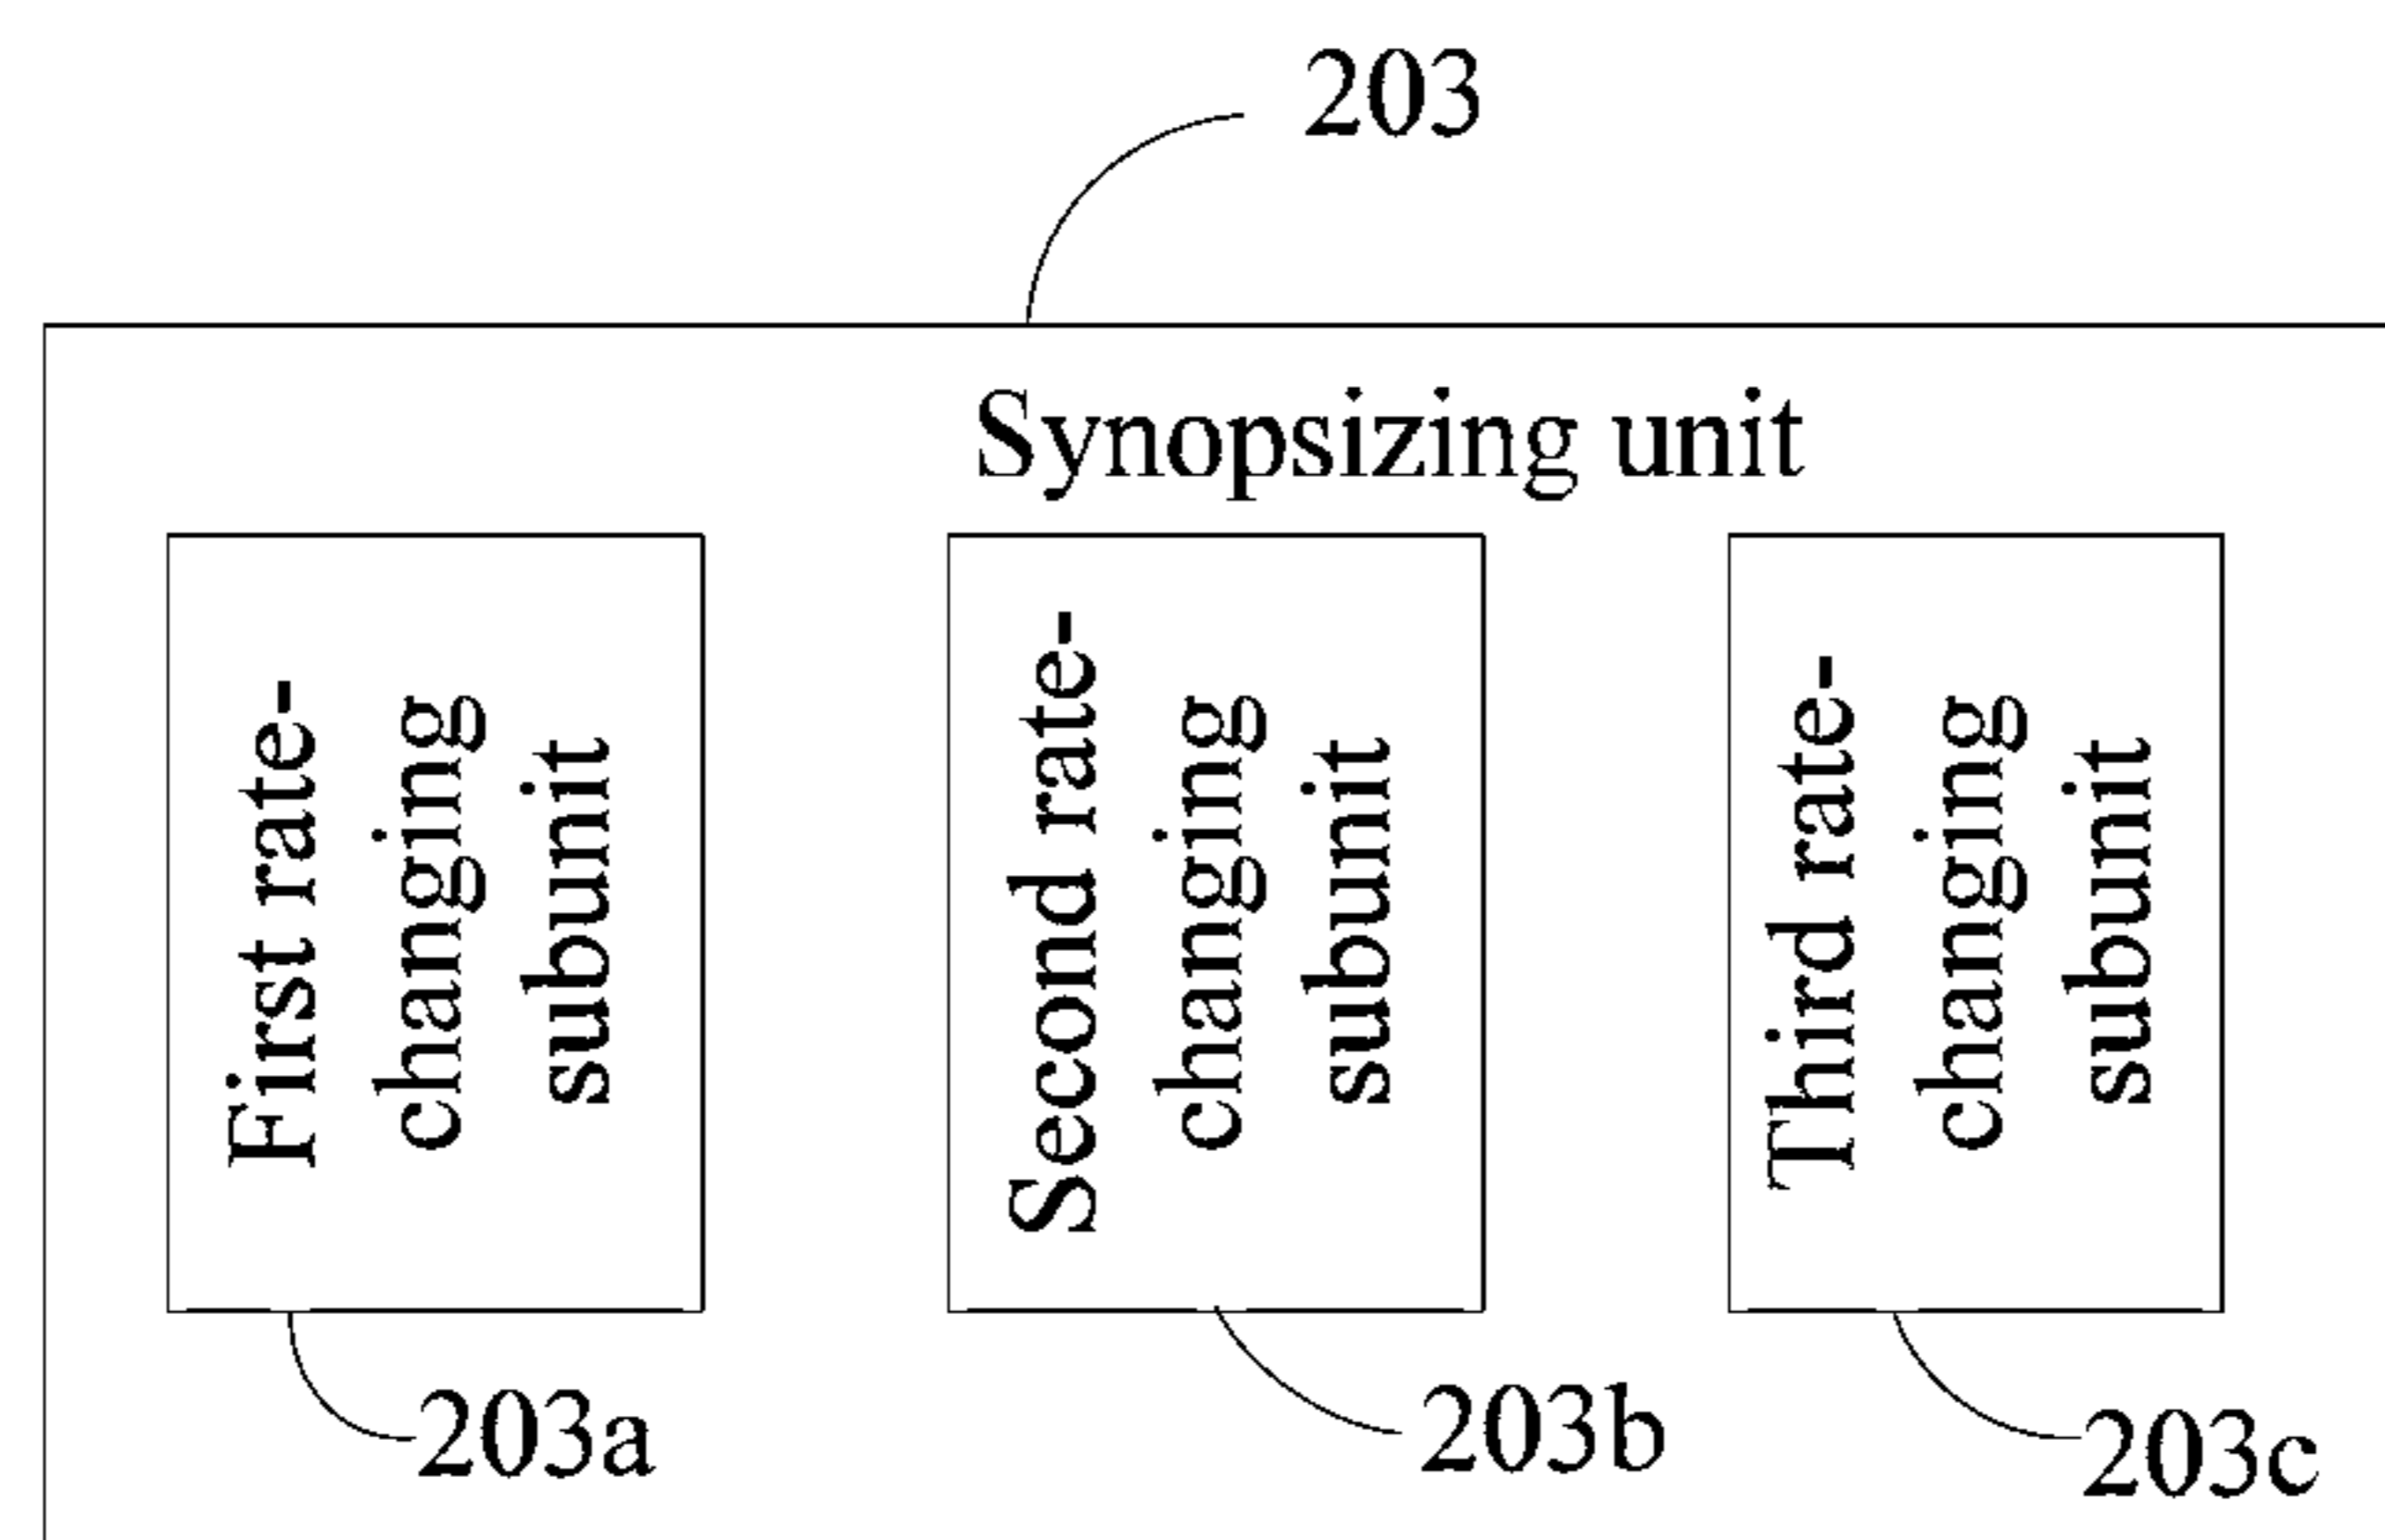 203
Synopsizing unit
First rate-
changing
subunit
Second rate-
changing
subunit
Third rate-
changing
subunit
203a
203b
203c